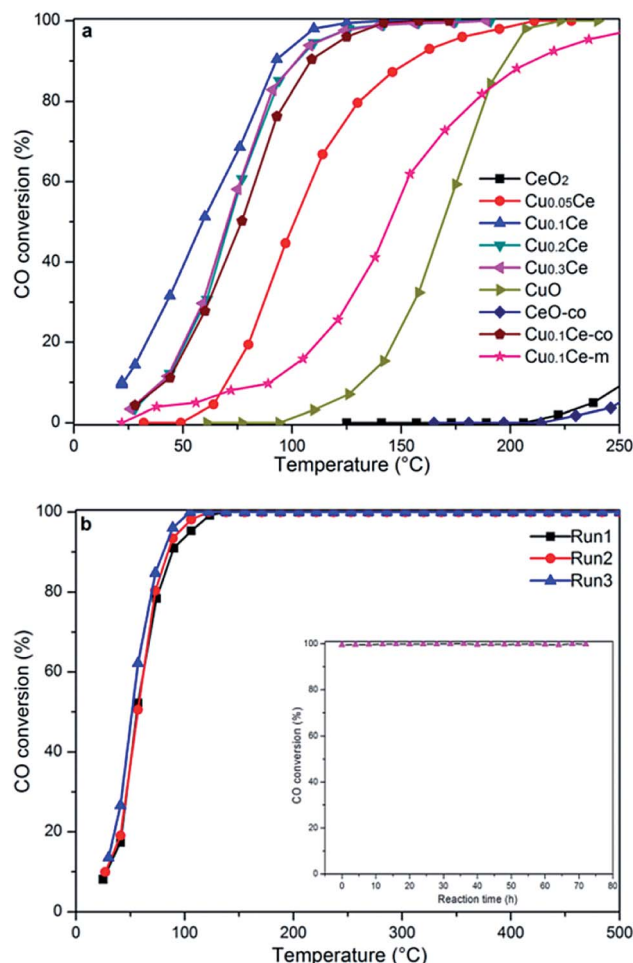 a
100
80
60
40
20
0
CO conversion (%)
CeO2
Cu0.05Ce
Cu0.1Ce
Cu0.2Ce
Cu0.3Ce
CuO
CeO-co
Cu0.1Ce-co
Cu0.1Ce-m
0 50 100 150 200 250
Temperature (°C)
b
100
80
60
40
20
0
CO conversion (%)
Run1
Run2
Run3
100
80
60
40
20
0
CO conversion (%)
0 10 20 30 40 50 60 70 80
Reaction time (h)
0 100 200 300 400 500
Temperature (°C)